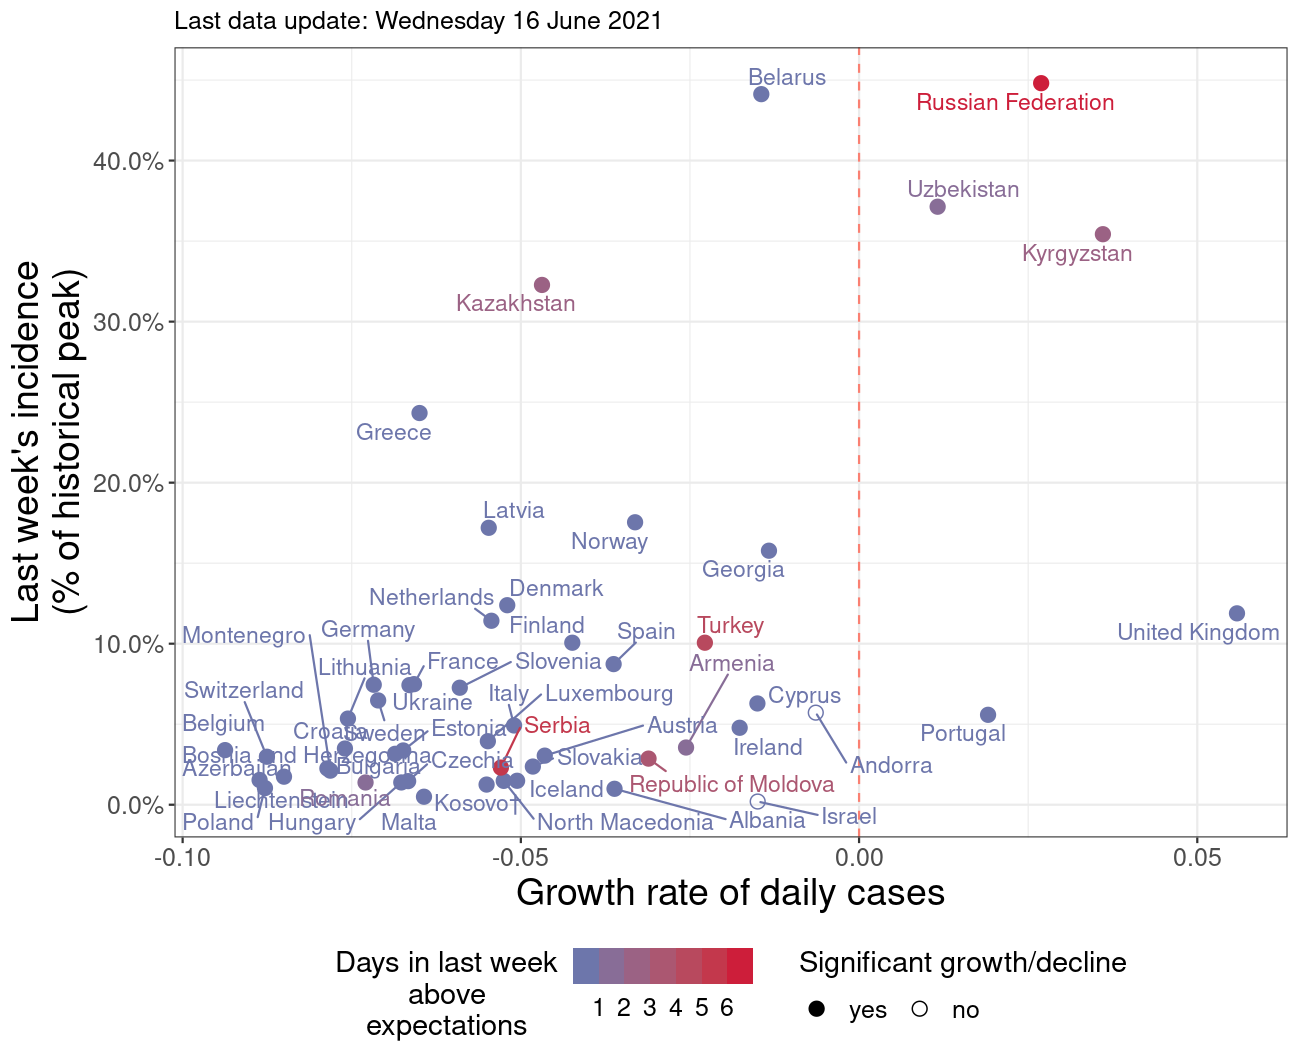 Last data update: Wednesday 16 June 2021
Last week's incidence
(% of historical peak)
40.0%
30.0%
20.0%
10.0%
0.0%
Belarus
Russian Federation
Uzbekistan
Kyrgyzstan
Kazakhstan
Greece
Latvia
Norway
Georgia
Denmark
Netherlands
Finland
Spain
Turkey
United Kingdom
Montenegro
Germany
Lithuania
France
Slovenia
Armenia
Switzerland
Ukraine
Italy
Luxembourg
Cyprus
Belgium
Croatia
Sweden
Estonia
Serbia
Austria
Portugal
Ireland
Bosnia and Herzegovina
Azerbaijan
Bulgaria
Czechia
Slovakia
Andorra
Republic of Moldova
Liechtenstein
Romania
Kosovo†
Iceland
Poland
Hungary
Malta
North Macedonia
Albania
Israel
-0.10
-0.05
0.00
0.05
Growth rate of daily cases
Days in last week
above
expectations
1 2 3 4 5 6
Significant growth/decline
yes no